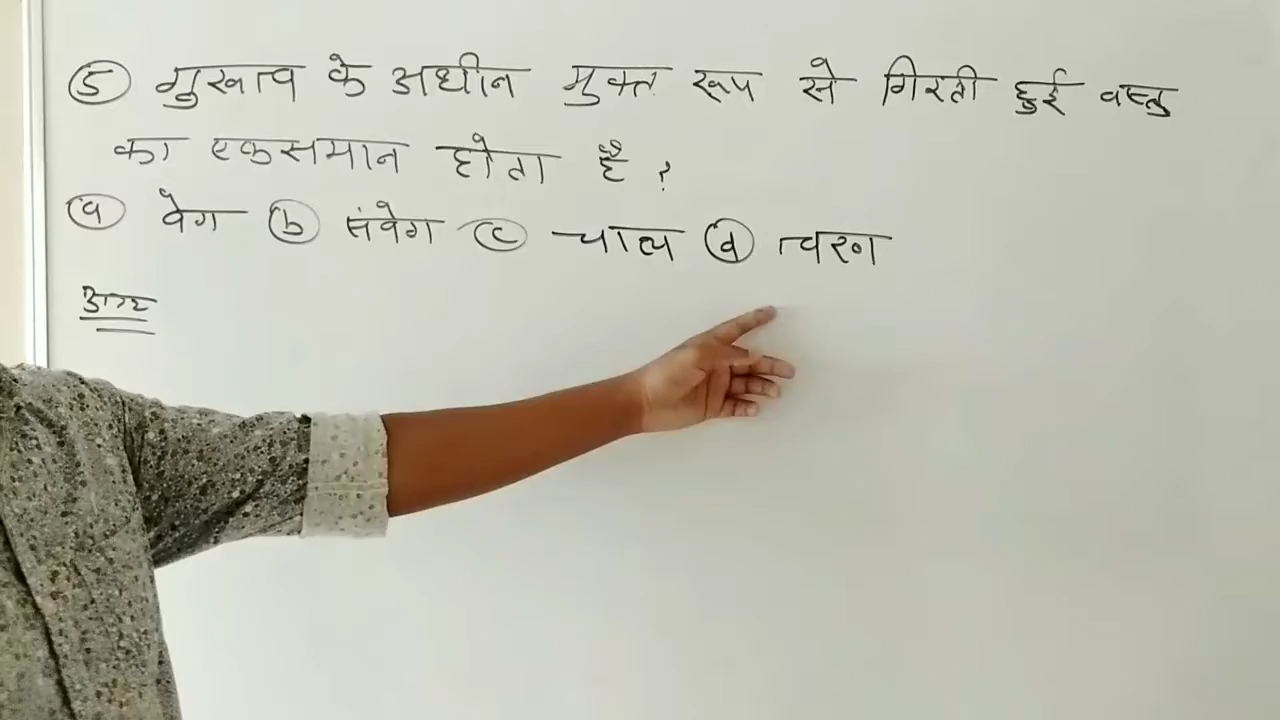 (5) गुरुत्व के अधीन मुक्त रूप से गिरती हुई वस्तु
का एकसमान होता है ?
(a) वेग (b) संवेग (c) चाल (d) त्वरण
उत्तर